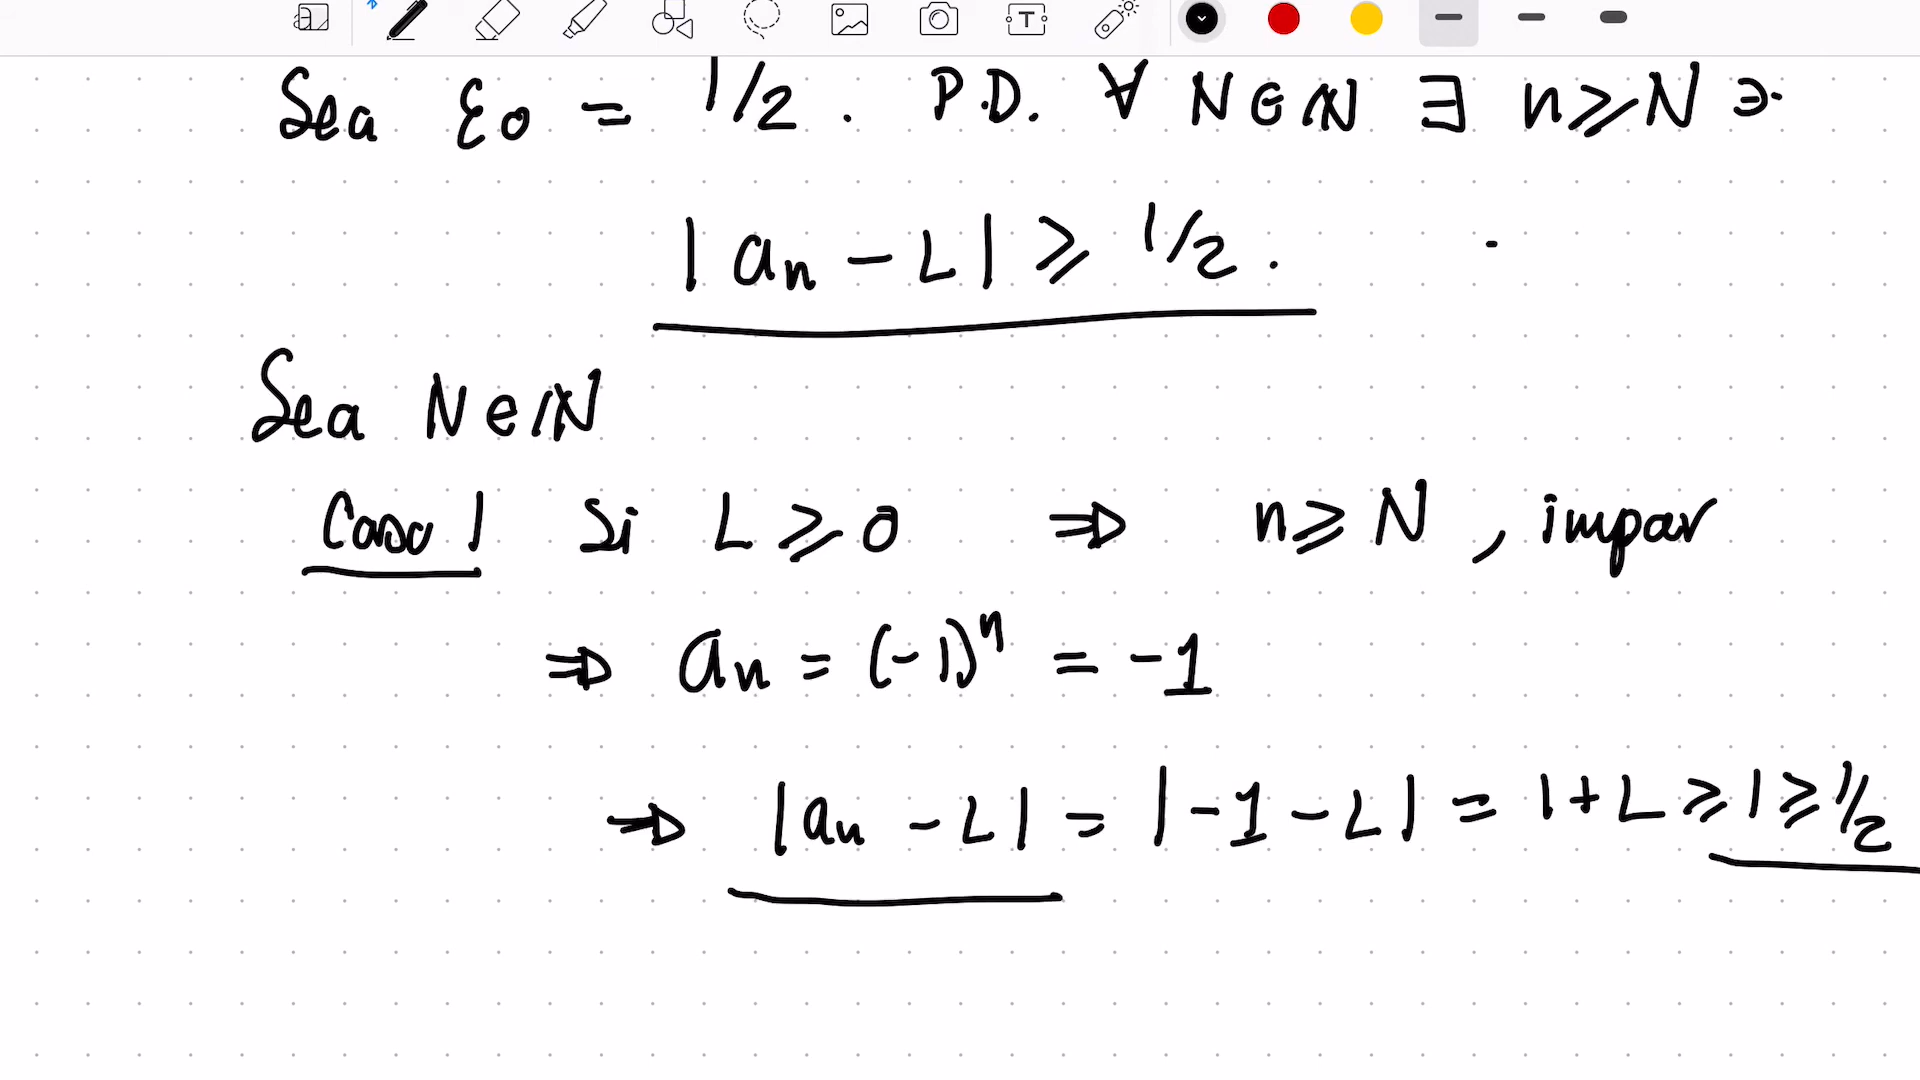 Sea ε₀ = 1/2 . P.D. ∀ N ∈ ℕ ∃ n ≥ N ∋·
|aₙ - L| ≥ 1/2 .
Sea N ∈ ℕ
Caso 1 Si L ≥ 0 ⇒ n ≥ N , impar
⇒ aₙ = (-1)ⁿ = -1
⇒ |aₙ - L| = |-1 - L| = 1 + L ≥ 1 ≥ 1/2